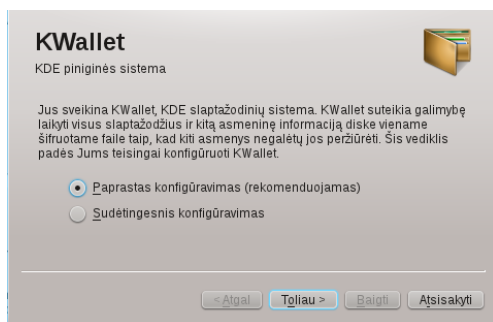 KWallet
KDE piniginės sistema
Jus sveikina KWallet, KDE slaptažodinių sistema. KWallet suteikia galimybę
laikyti visus slaptažodžius ir kitą asmeninę informaciją diske viename
šifruotame faile taip, kad kiti asmenys negalėtų jos peržiūrėti. Šis vediklis
padės Jums teisingai konfigūruoti KWallet.
Paprastas konfigūravimas (rekomenduojamas)
Sudėtingesnis konfigūravimas
< Atgal Toliau > Baigti Atsisakyti